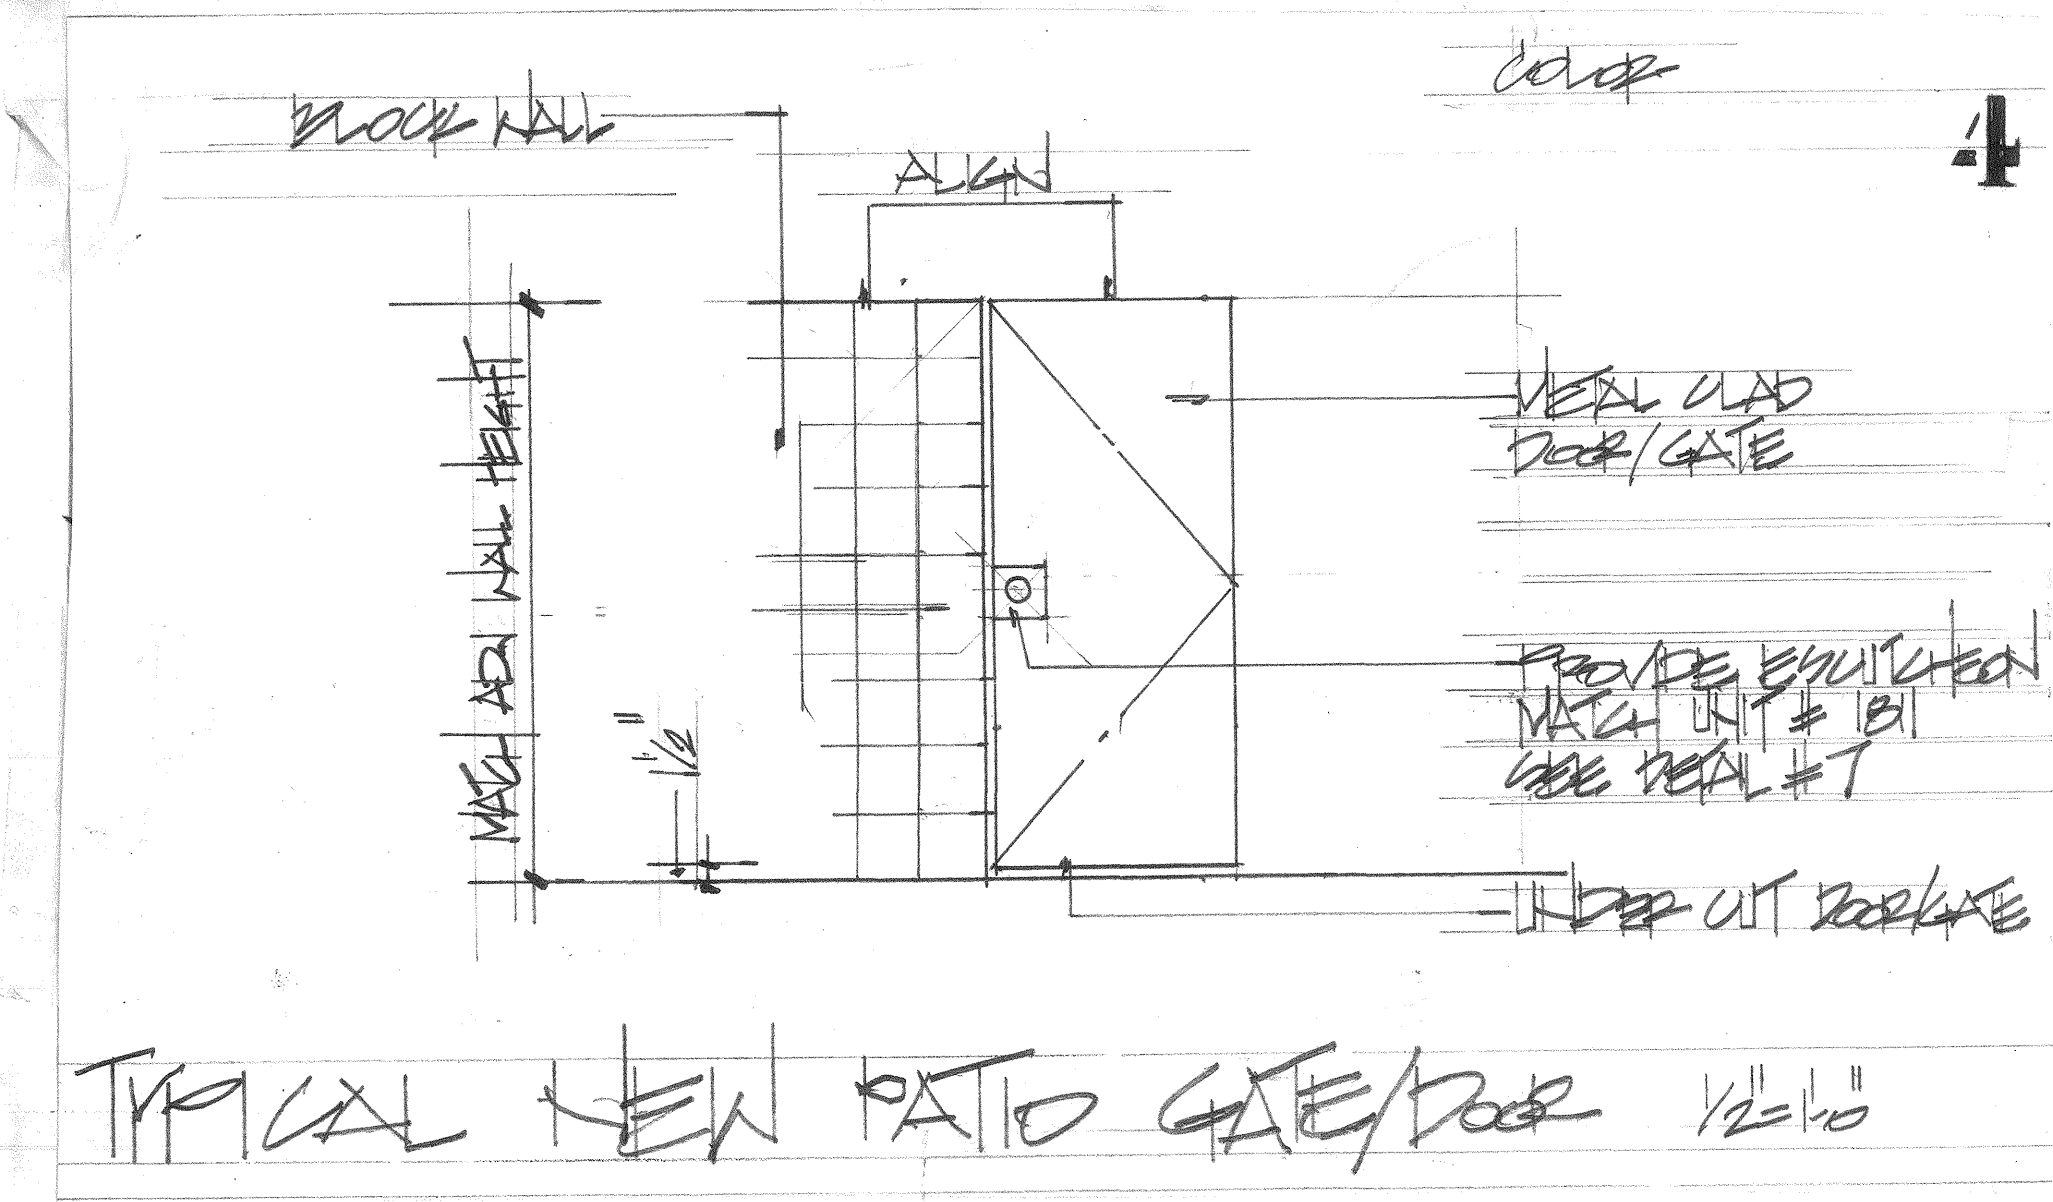 COLOR
4
BLOCK WALL
ALIGN
METAL CLAD
DOOR/GATE
MATCH ADJ WALL HEIGHT
PROVIDE ESCUTCHEON
MATCH UNIT # 1811
SEE DETAIL # 7
1 1/2"
UNDER CUT DOOR/GATE
TYPICAL NEW PATIO GATE/DOOR 1/2"=1'-0"